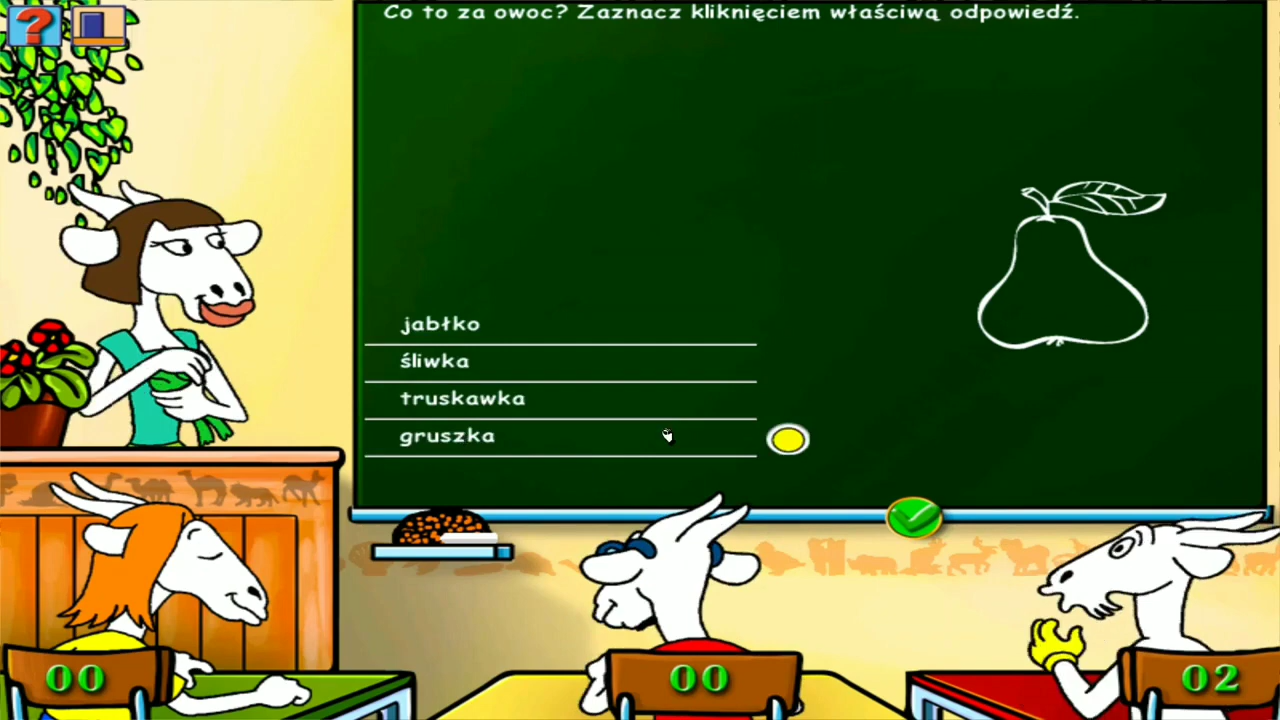 Co to za owoc? Zaznacz kliknięciem właściwą odpowiedź.
jabłko
śliwka
truskawka
gruszka
?
00
00
02